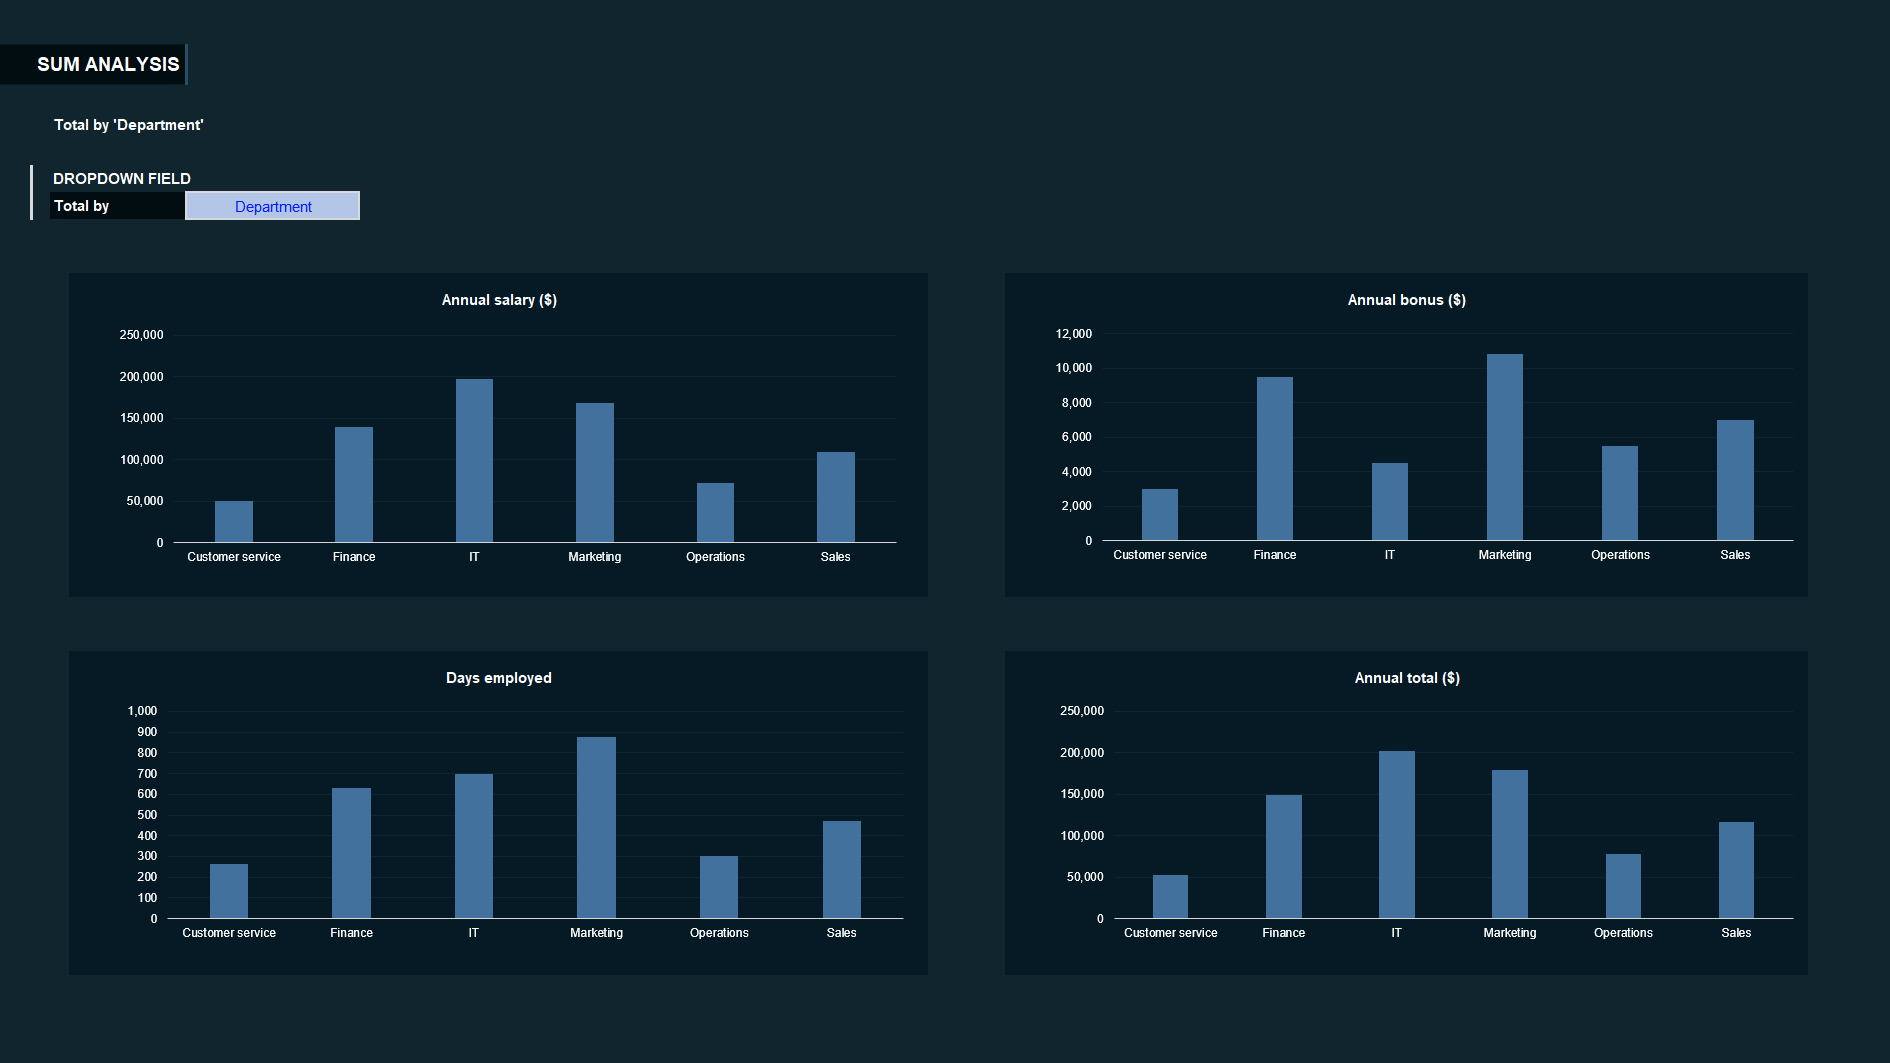 SUM ANALYSIS
Total by 'Department'
DROPDOWN FIELD
Total by Department
Annual salary ($)
250,000
200,000
150,000
100,000
50,000
0
Customer service Finance IT Marketing Operations Sales
Annual bonus ($)
12,000
10,000
8,000
6,000
4,000
2,000
0
Customer service Finance IT Marketing Operations Sales
Days employed
1,000
900
800
700
600
500
400
300
200
100
0
Customer service Finance IT Marketing Operations Sales
Annual total ($)
250,000
200,000
150,000
100,000
50,000
0
Customer service Finance IT Marketing Operations Sales